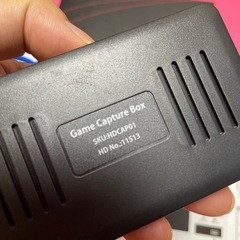 Game Capture Box
SKU:HDCAP01
HD No.:11513